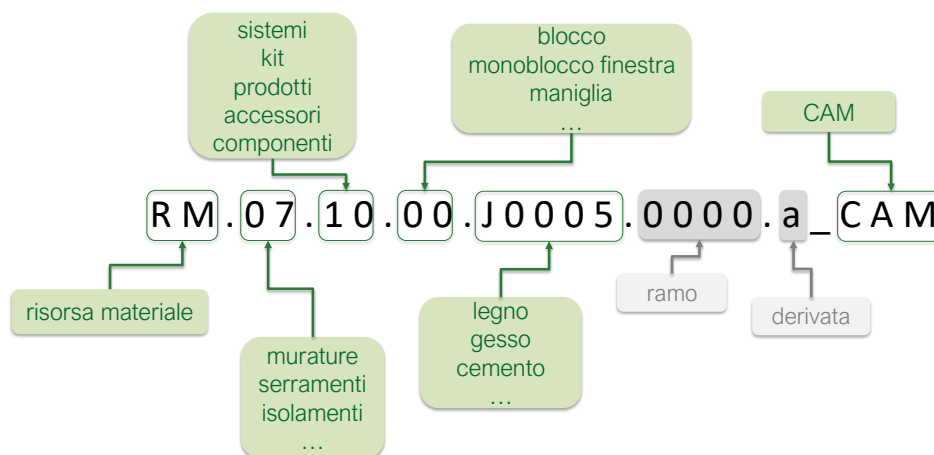 sistemi
kit
prodotti
accessori
componenti
blocco
monoblocco finestra
maniglia
...
CAM
RM.07.10.00.J0005.0000.a_CAM
risorsa materiale
murature
serramenti
isolamenti
...
legno
gesso
cemento
...
ramo
derivata